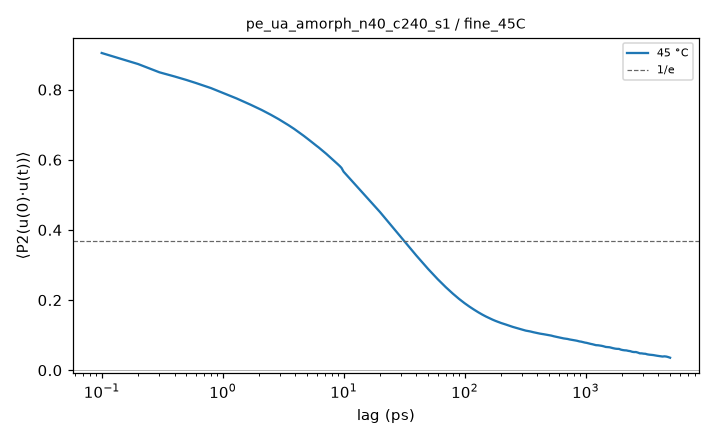 pe_ua_amorph_n40_c240_s1 / fine_45C
⟨P2(u(0)·u(t))⟩
0.8
0.6
0.4
0.2
0.0
10⁻¹
10⁰
10¹
10²
10³
lag (ps)
45 °C
1/e